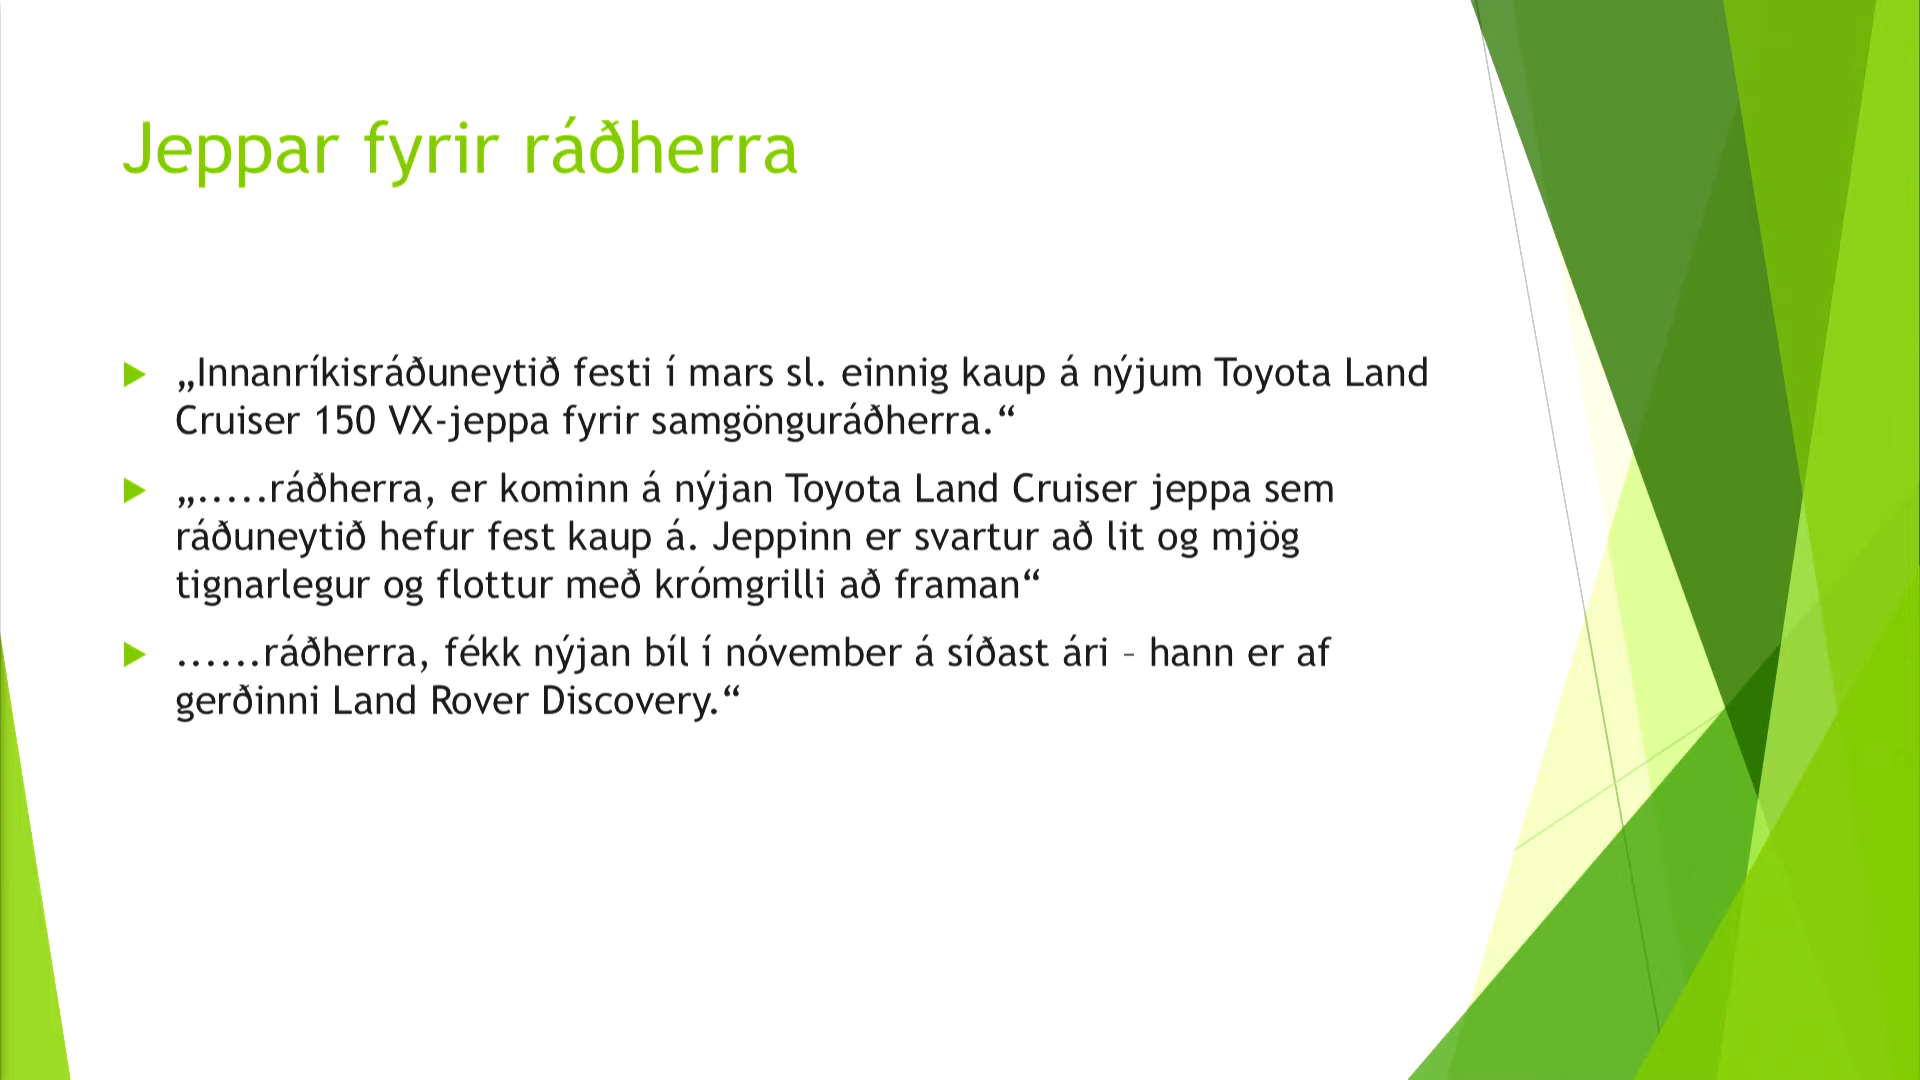 Jeppar fyrir ráðherra
„Innanríkisráðuneytið festi í mars sl. einnig kaup á nýjum Toyota Land
Cruiser 150 VX-jeppa fyrir samgönguráðherra.“
„.....ráðherra, er kominn á nýjan Toyota Land Cruiser jeppa sem
ráðuneytið hefur fest kaup á. Jeppinn er svartur að lit og mjög
tignarlegur og flottur með krómgrilli að framan“
......ráðherra, fékk nýjan bíl í nóvember á síðast ári – hann er af
gerðinni Land Rover Discovery.“